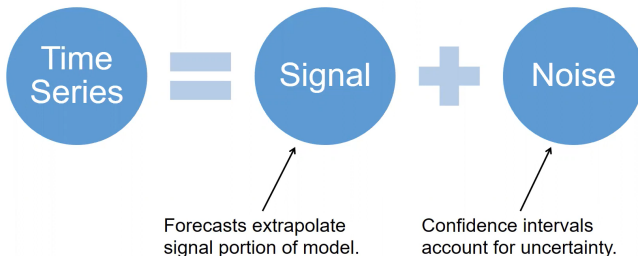 Time
Series
Signal
Noise
Forecasts extrapolate
signal portion of model.
Confidence intervals
account for uncertainty.